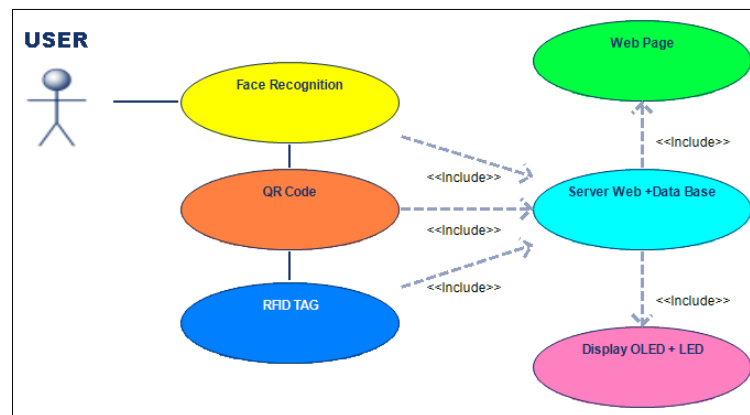 USER
Face Recognition
QR Code
RFID TAG
<<Include>>
<<Include>>
<<Include>>
Web Page
<<Include>>
Server Web +Data Base
<<Include>>
Display OLED + LED